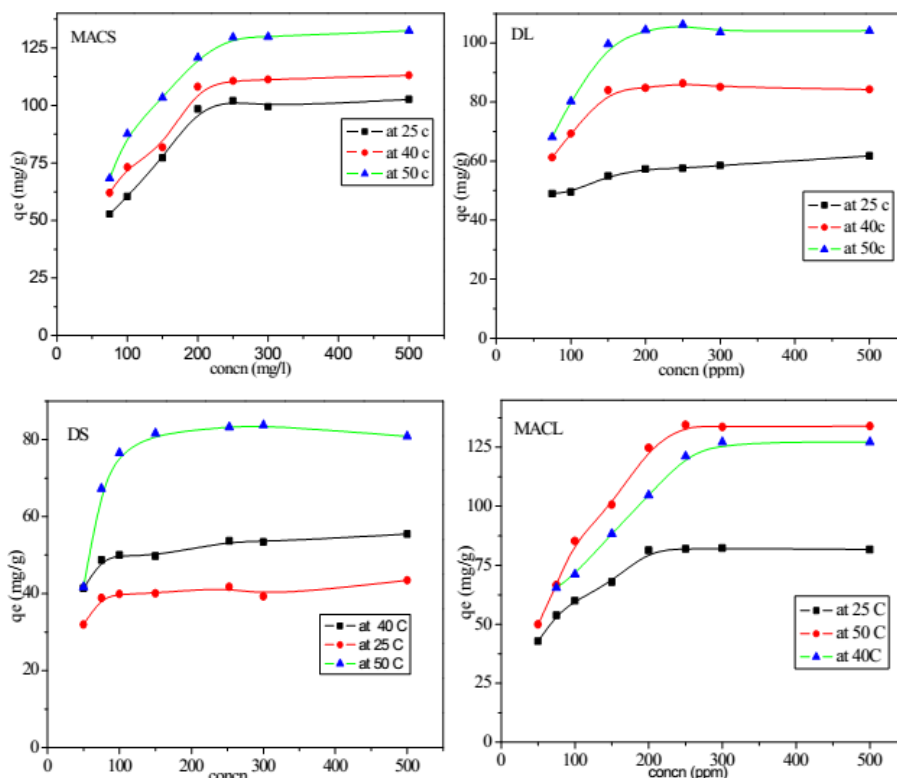 MACS
qe (mg/g)
125
100
75
50
25
0
at 25 c
at 40 c
at 50 c
0 100 200 300 400 500
concn (mg/l)
DL
qe (mg/g)
100
80
60
40
20
0
at 25 c
at 40c
at 50c
0 100 200 300 400 500
concn (ppm)
DS
qe (mg/g)
80
60
40
20
0
at 40 C
at 25 C
at 50 C
0 100 200 300 400 500
MACL
qe (mg/g)
125
100
75
50
25
0
at 25 C
at 50 C
at 40C
0 100 200 300 400 500
concn (ppm)